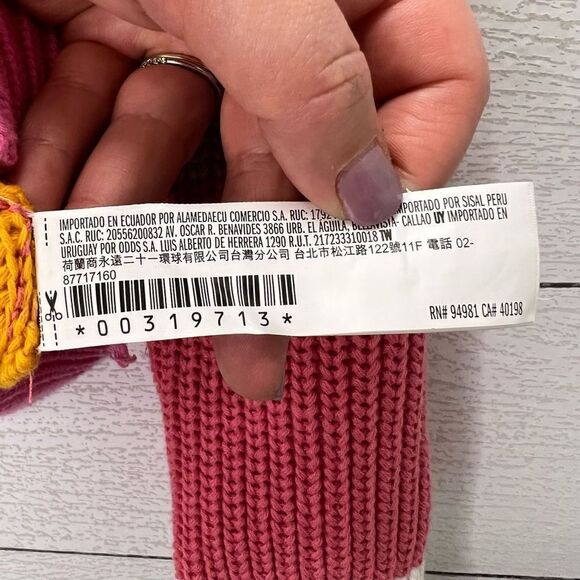 IMPORTADO EN ECUADOR POR ALAMEDAECU COMERCIO S.A. RUC: 1792 IMPORTADO POR SISAL PERU
S.A.C. RUC: 20556200832 AV. OSCAR R. BENAVIDES 3866 URB. EL AGUILA, BELLAVISTA- CALLAO UY IMPORTADO EN
URUGUAY POR ODDS S.A. LUIS ALBERTO DE HERRERA 1290 R.U.T. 217233310018 TW
荷蘭商永遠二十一環球有限公司台灣分公司 台北市松江路122號11F 電話 02-
87717160
*00319713*
RN# 94981 CA# 40198